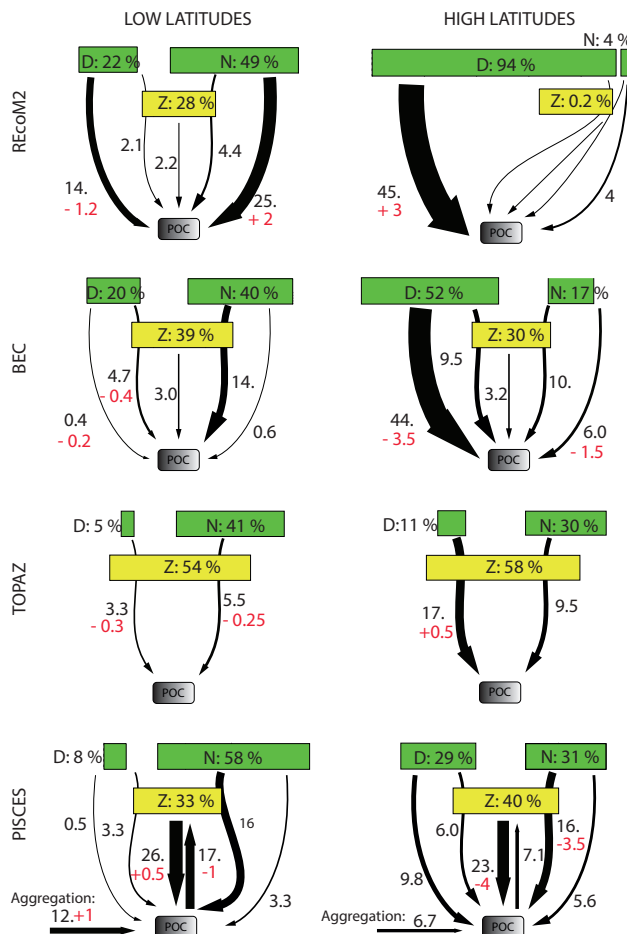 LOW LATITUDES
HIGH LATITUDES
REcoM2
D: 22 %
N: 49 %
Z: 28 %
2.1
2.2
4.4
14.
- 1.2
25.
+ 2
POC
N: 4 %
D: 94 %
Z: 0.2 %
45.
+ 3
4
POC
BEC
D: 20 %
N: 40 %
Z: 39 %
4.7
- 0.4
3.0
14.
0.4
- 0.2
0.6
POC
D: 52 %
N: 17 %
Z: 30 %
9.5
3.2
10.
44.
- 3.5
6.0
- 1.5
POC
TOPAZ
D: 5 %
N: 41 %
Z: 54 %
3.3
- 0.3
5.5
- 0.25
POC
D:11 %
N: 30 %
Z: 58 %
17.
+0.5
9.5
POC
PISCES
D: 8 %
N: 58 %
Z: 33 %
0.5
3.3
16
26.
+0.5
17.
-1
3.3
Aggregation:
12.+1
POC
D: 29 %
N: 31 %
Z: 40 %
6.0
16.
-3.5
23.
-4
7.1
9.8
5.6
Aggregation:
6.7
POC